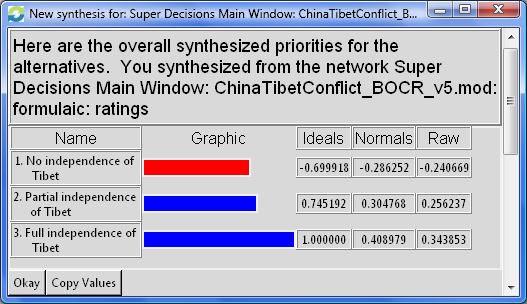 New synthesis for: Super Decisions Main Window: ChinaTibetConflict_BO...
Here are the overall synthesized priorities for the
alternatives. You synthesized from the network Super
Decisions Main Window: ChinaTibetConflict_BOCR_v5.mod:
formulaic: ratings
Name Graphic Ideals Normals Raw
1. No independence of
Tibet
-0.699918 -0.286252 -0.240669
2. Partial independence
of Tibet
0.745192 0.304768 0.256237
3. Full independence of
Tibet
1.000000 0.408979 0.343853
Okay Copy Values